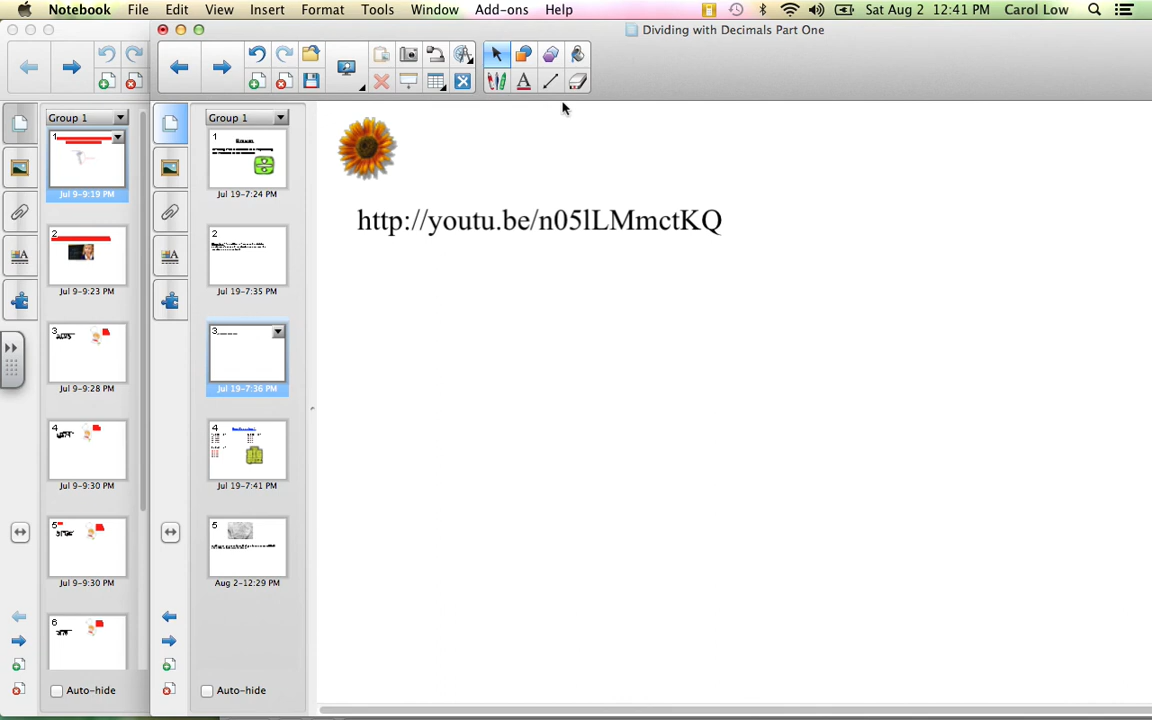 Notebook File Edit View Insert Format Tools Window Add-ons Help Sat Aug 2 12:41 PM Carol Low
Dividing with Decimals Part One
Group 1
1
Jul 9-9:19 PM
2
Jul 9-9:23 PM
3
Jul 9-9:28 PM
4
Jul 9-9:30 PM
5
Jul 9-9:30 PM
6
Auto-hide
Group 1
1
Jul 19-7:24 PM
2
Jul 19-7:35 PM
3
Jul 19-7:36 PM
4
Jul 19-7:41 PM
5
Aug 2-12:29 PM
Auto-hide
http://youtu.be/n05lLMmctKQ